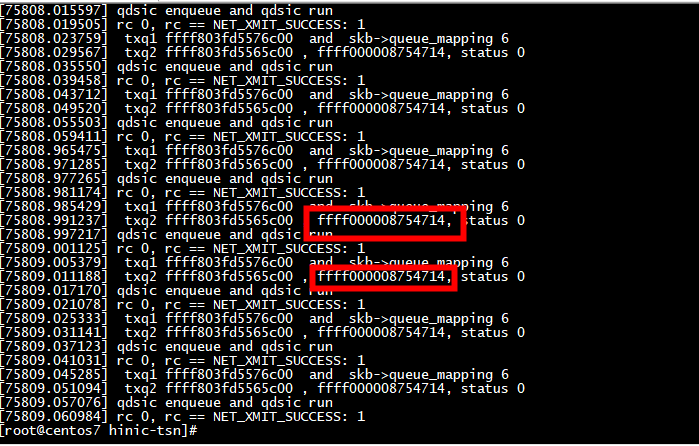 [75808.015597] qdsic enqueue and qdsic run
[75808.019505] rc 0, rc == NET_XMIT_SUCCESS: 1
[75808.023759]  txq1 ffff803fd5576c00  and  skb->queue_mapping 6
[75808.029567]  txq2 ffff803fd5576c00 , ffff000008754714, status 0
[75808.035550] qdsic enqueue and qdsic run
[75808.039458] rc 0, rc == NET_XMIT_SUCCESS: 1
[75808.043712]  txq1 ffff803fd5576c00  and  skb->queue_mapping 6
[75808.049520]  txq2 ffff803fd5576c00 , ffff000008754714, status 0
[75808.055503] qdsic enqueue and qdsic run
[75808.059411] rc 0, rc == NET_XMIT_SUCCESS: 1
[75808.965475]  txq1 ffff803fd5576c00  and  skb->queue_mapping 6
[75808.971285]  txq2 ffff803fd5576c00 , ffff000008754714, status 0
[75808.977265] qdsic enqueue and qdsic run
[75808.981174] rc 0, rc == NET_XMIT_SUCCESS: 1
[75808.985429]  txq1 ffff803fd5576c00  and  skb->queue_mapping 6
[75808.991237]  txq2 ffff803fd5565c00 , ffff000008754714, status 0
[75808.997217] qdsic enqueue and qdsic run
[75809.001125] rc 0, rc == NET_XMIT_SUCCESS: 1
[75809.005379]  txq1 ffff803fd5576c00  and  skb->queue_mapping 6
[75809.011188]  txq2 ffff803fd5565c00 , ffff000008754714, status 0
[75809.017170] qdsic enqueue and qdsic run
[75809.021078] rc 0, rc == NET_XMIT_SUCCESS: 1
[75809.025333]  txq1 ffff803fd5576c00  and  skb->queue_mapping 6
[75809.031141]  txq2 ffff803fd5565c00 , ffff000008754714, status 0
[75809.037123] qdsic enqueue and qdsic run
[75809.041031] rc 0, rc == NET_XMIT_SUCCESS: 1
[75809.045285]  txq1 ffff803fd5576c00  and  skb->queue_mapping 6
[75809.051094]  txq2 ffff803fd5565c00 , ffff000008754714, status 0
[75809.057076] qdsic enqueue and qdsic run
[75809.060984] rc 0, rc == NET_XMIT_SUCCESS: 1
[root@centos7 hinic-tsn]#